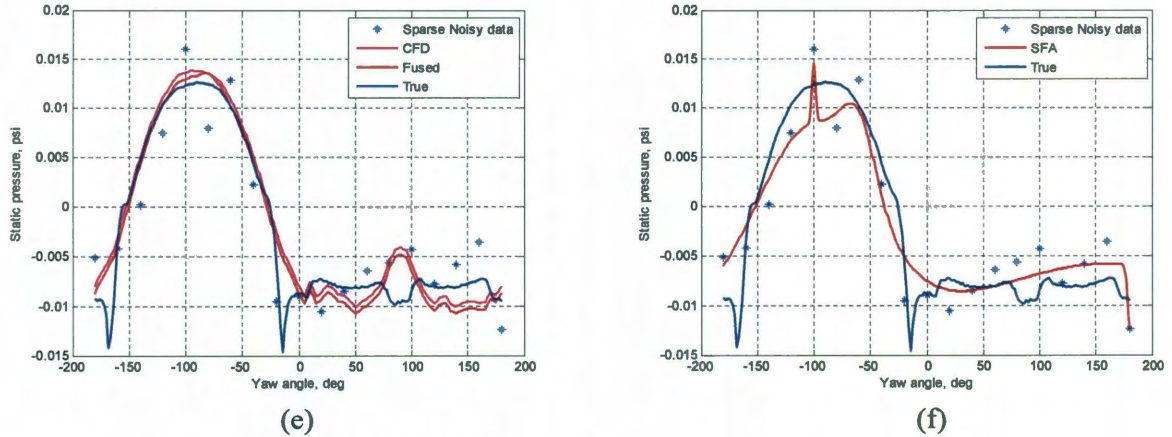 0.02
0.015
0.01
0.005
0
-0.005
-0.01
-0.015
-200
-150
-100
-50
0
50
100
150
200
Static pressure, psi
Yaw angle, deg
Sparse Noisy data
CFD
Fused
True
(e)
0.02
0.015
0.01
0.005
0
-0.005
-0.01
-0.015
-200
-150
-100
-50
0
50
100
150
200
Static pressure, psi
Yaw angle, deg
Sparse Noisy data
SFA
True
(f)